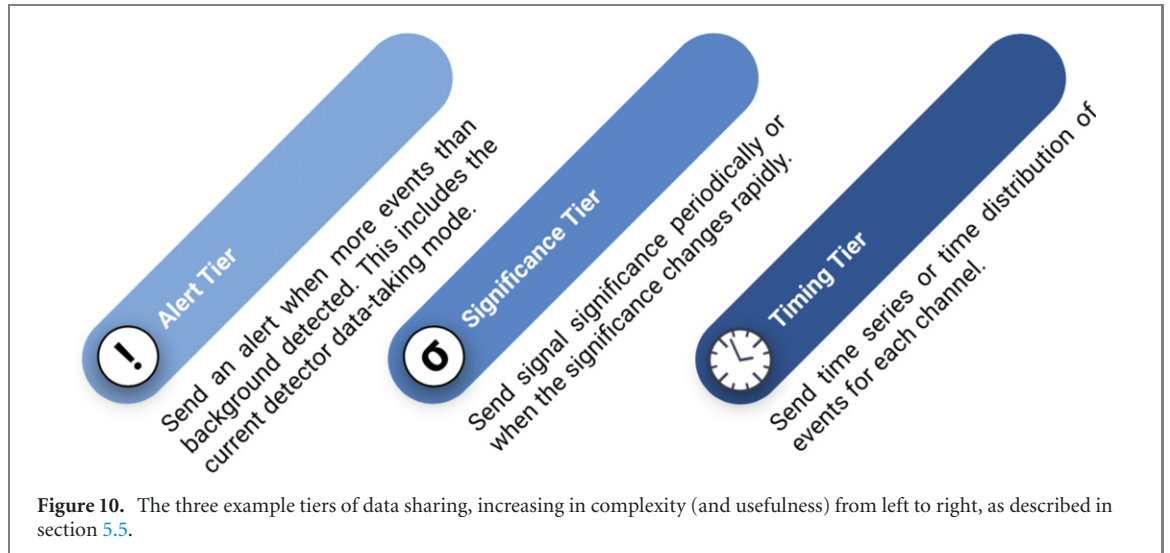 !
Alert Tier
Send an alert when more events than
background detected. This includes the
current detector data-taking mode.
σ
Significance Tier
Send signal significance periodically or
when the significance changes rapidly.
Timing Tier
Send time series or time distribution of
events for each channel.
Figure 10. The three example tiers of data sharing, increasing in complexity (and usefulness) from left to right, as described in
section 5.5.